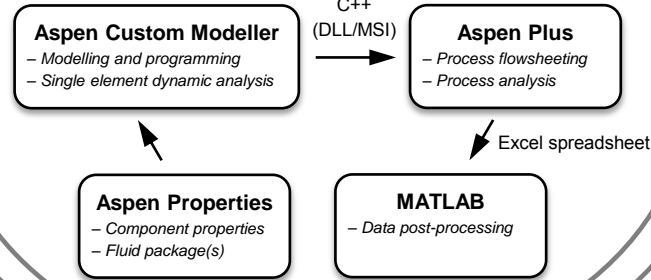 C++
(DLL/MSI)
Aspen Custom Modeller
– Modelling and programming
– Single element dynamic analysis
Aspen Plus
– Process flowsheeting
– Process analysis
Excel spreadsheet
Aspen Properties
– Component properties
– Fluid package(s)
MATLAB
– Data post-processing